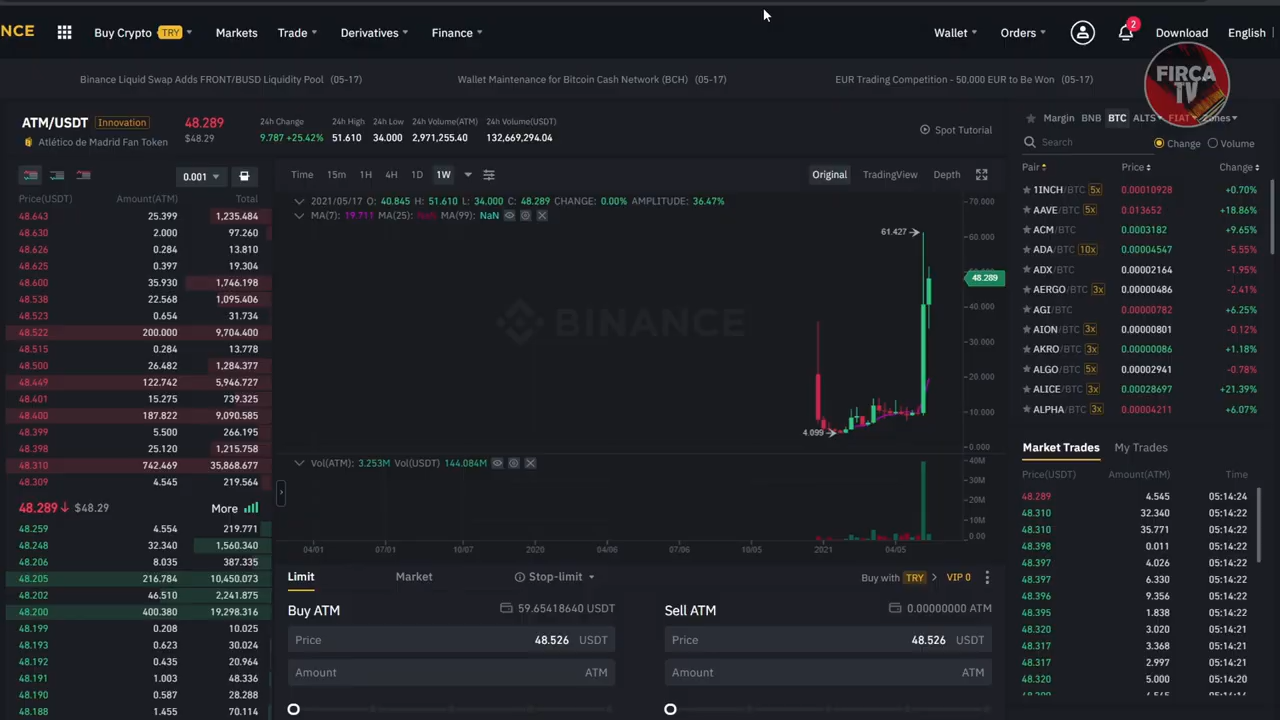 NCE Buy Crypto TRY Markets Trade Derivatives Finance Wallet Orders 2 Download English
Binance Liquid Swap Adds FRONT/BUSD Liquidity Pool (05-17) Wallet Maintenance for Bitcoin Cash Network (BCH) (05-17) EUR Trading Competition - 50,000 EUR to Be Won (05-17)
FIRÇA
TV
ATM/USDT Innovation 48.289 24h Change 24h High 24h Low 24h Volume(ATM) 24h Volume(USDT)
Atlético de Madrid Fan Token $48.29 9.787 +25.42% 51.610 34.000 2,971,255.40 132,669,294.04
Spot Tutorial
Margin BNB BTC ALTS FIAT Zones
Search Change Volume
0.001
Time 15m 1H 4H 1D 1W Original TradingView Depth
Pair Price Change
Price(USDT) Amount(ATM) Total
2021/05/17 O: 40.845 H: 51.610 L: 34.000 C: 48.289 CHANGE: 0.00% AMPLITUDE: 36.47%
MA(7): 19.711 MA(25): NaN MA(99): NaN
48.643 25.399 1,235.484
48.630 2.000 97.260
48.626 0.284 13.810
48.625 0.397 19.304
48.600 35.930 1,746.198
48.538 22.568 1,095.406
48.523 0.654 31.734
48.522 200.000 9,704.400
48.515 0.284 13.778
48.500 26.482 1,284.377
48.449 122.742 5,946.727
48.401 15.275 739.325
48.400 187.822 9,090.585
48.399 5.500 266.195
48.398 25.120 1,215.758
48.310 742.469 35,868.677
48.309 4.545 219.564
48.289 $48.29 More
48.259 4.554 219.771
48.248 32.340 1,560.340
48.206 8.035 387.335
48.205 216.784 10,450.073
48.202 46.510 2,241.875
48.200 400.380 19,298.316
48.199 0.208 10.025
48.193 0.623 30.024
48.192 0.435 20.964
48.191 1.003 48.336
48.190 0.587 28.288
48.188 1.455 70.114
70.000
61.427
60.000
48.289
40.000
BINANCE
30.000
20.000
10.000
4.099
0.000
Vol(ATM): 3.253M Vol(USDT) 144.084M
40M
30M
20M
10M
0.00
04/01 07/01 10/07 2020 04/06 07/06 10/05 2021 04/05
Limit Market Stop-limit Buy with TRY VIP 0
Buy ATM 59.65418640 USDT Sell ATM 0.00000000 ATM
Price 48.526 USDT Price 48.526 USDT
Amount ATM Amount ATM
1INCH/BTC 5x 0.00010928 +0.70%
AAVE/BTC 5x 0.013652 +18.86%
ACM/BTC 0.0003182 +9.65%
ADA/BTC 10x 0.00004547 -5.55%
ADX/BTC 0.00002164 -1.95%
AERGO/BTC 3x 0.00000486 -2.41%
AGI/BTC 0.00000782 +6.25%
AION/BTC 3x 0.00000801 -0.12%
AKRO/BTC 3x 0.00000086 +1.18%
ALGO/BTC 5x 0.00002941 -0.78%
ALICE/BTC 3x 0.00028697 +21.39%
ALPHA/BTC 3x 0.00004211 +6.07%
Market Trades My Trades
Price(USDT) Amount(ATM) Time
48.289 4.545 05:14:24
48.310 32.340 05:14:22
48.310 35.771 05:14:22
48.398 0.011 05:14:22
48.397 4.026 05:14:22
48.397 6.330 05:14:22
48.396 9.356 05:14:22
48.395 1.838 05:14:22
48.320 3.020 05:14:21
48.317 3.368 05:14:21
48.317 2.997 05:14:21
48.320 5.000 05:14:20